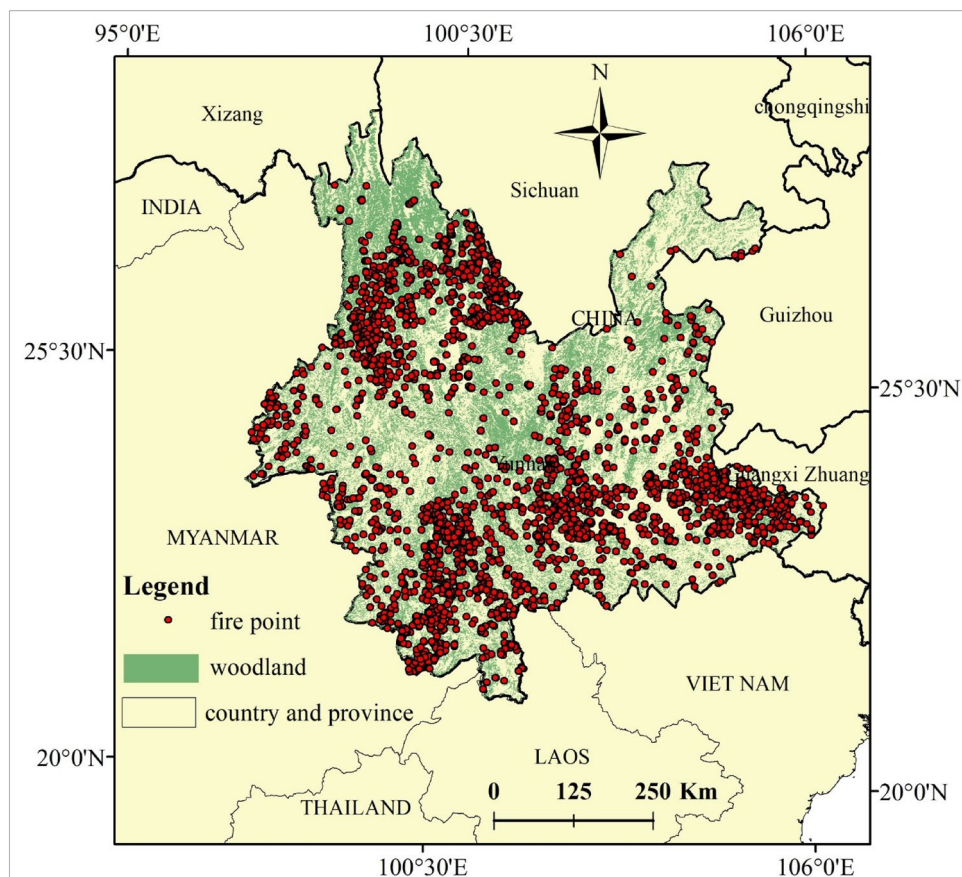 95°0'E 100°30'E 106°0'E
N
chongqingshi
Xizang
Sichuan
INDIA
CHINA
Guizhou
25°30'N
25°30'N
Yunnan
Guangxi Zhuang
MYANMAR
Legend
fire point
woodland
country and province
VIET NAM
LAOS
20°0'N
20°0'N
THAILAND
0 125 250 Km
100°30'E 106°0'E